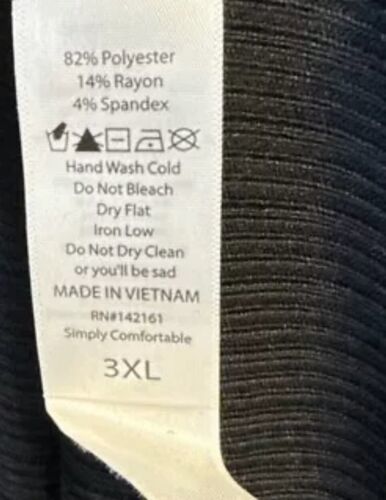 82% Polyester
14% Rayon
4% Spandex
Hand Wash Cold
Do Not Bleach
Dry Flat
Iron Low
Do Not Dry Clean
or you'll be sad
MADE IN VIETNAM
RN#142161
Simply Comfortable
3XL